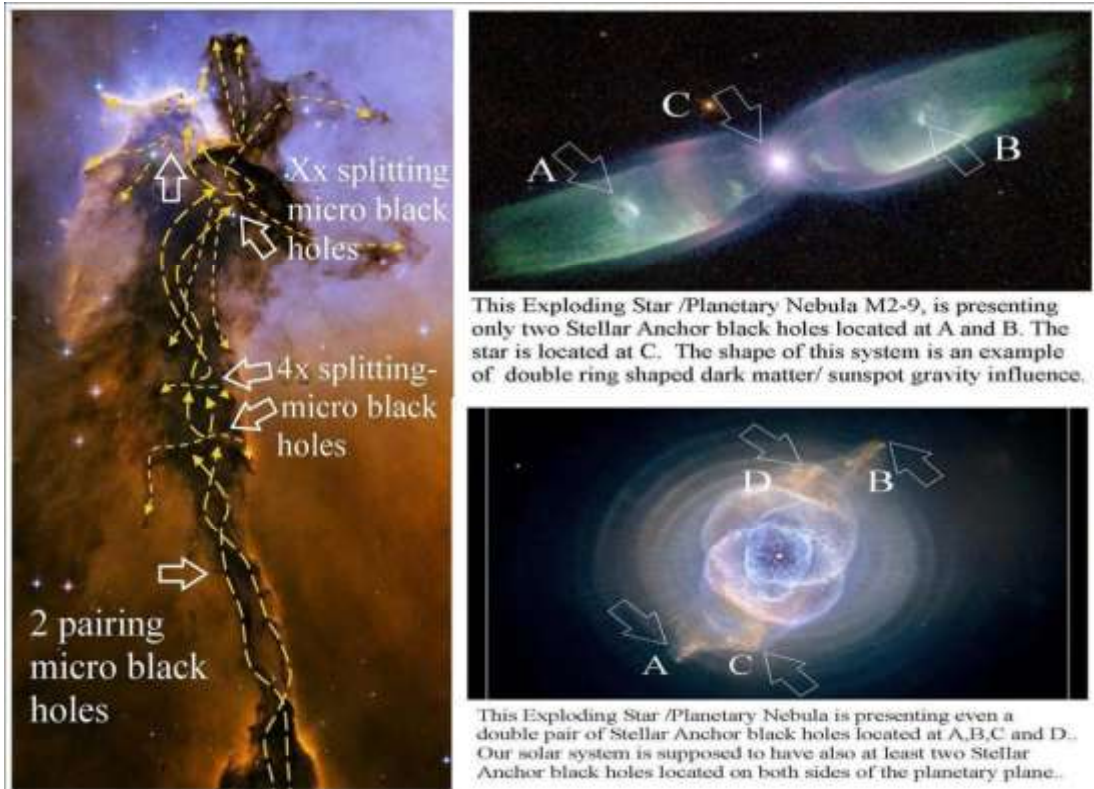 Xx splitting
micro black
holes
4x splitting-
micro black
holes
2 pairing
micro black
holes
A
C
B
This Exploding Star /Planetary Nebula M2-9, is presenting
only two Stellar Anchor black holes located at A and B. The
star is located at C. The shape of this system is an example
of double ring shaped dark matter/ sunspot gravity influence.
D
B
A
C
This Exploding Star /Planetary Nebula is presenting even a
double pair of Stellar Anchor black holes located at A,B,C and D..
Our solar system is supposed to have also at least two Stellar
Anchor black holes located on both sides of the planetary plane..